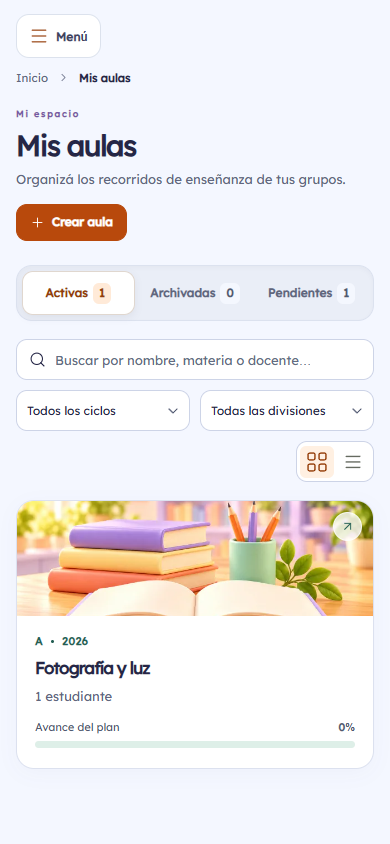 Menú
Inicio > Mis aulas
Mi espacio
Mis aulas
Organizá los recorridos de enseñanza de tus grupos.
+ Crear aula
Activas 1 Archivadas 0 Pendientes 1
Buscar por nombre, materia o docente...
Todos los ciclos Todas las divisiones
A • 2026
Fotografía y luz
1 estudiante
Avance del plan 0%